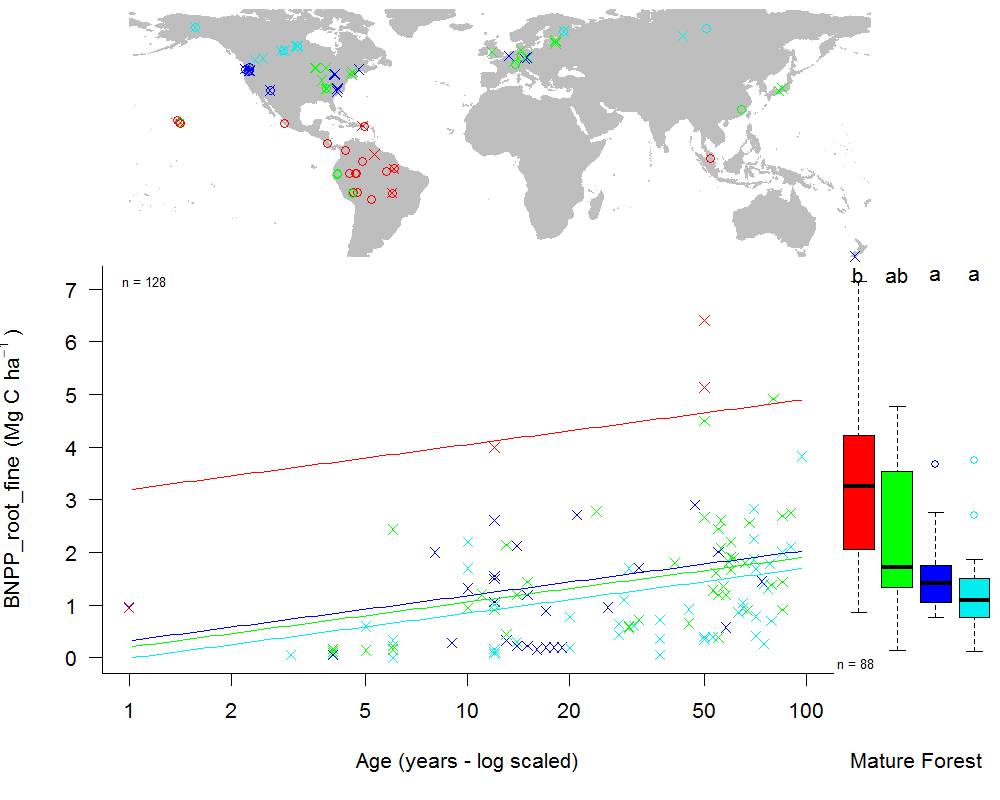 b ab a a
n = 128
7
6
5
4
3
2
1
0
BNPP_root_fine (Mg C ha⁻¹ )
n = 88
1 2 5 10 20 50 100
Age (years - log scaled)
Mature Forest